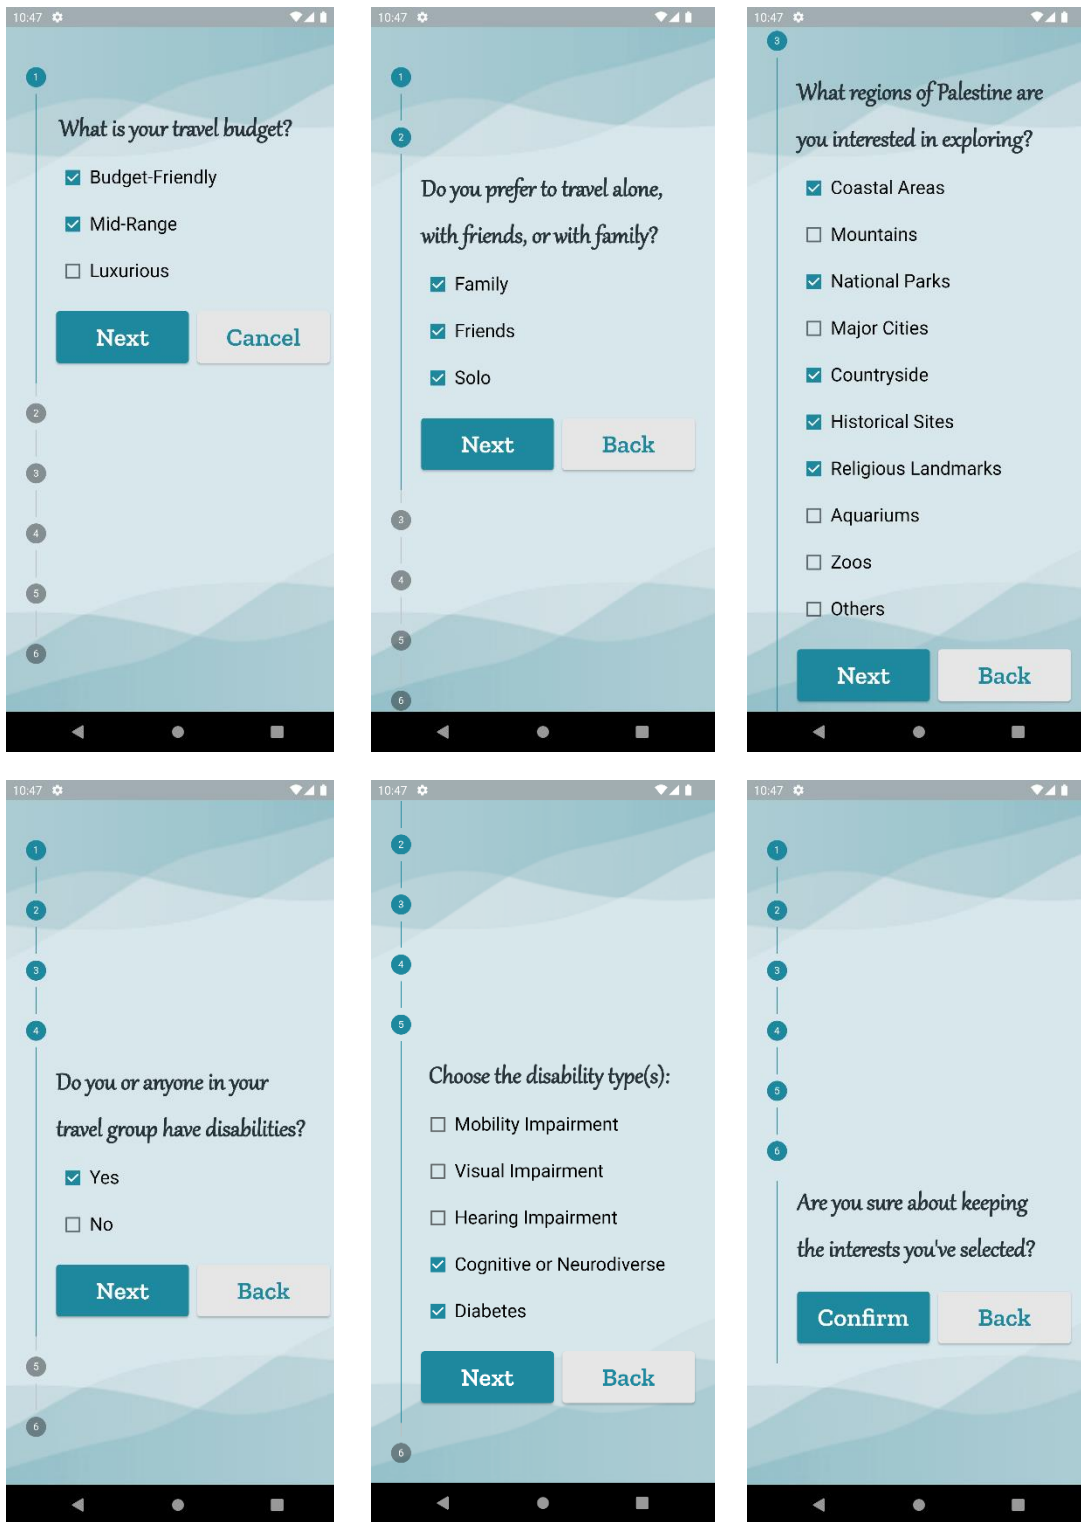 10:47
1
What is your travel budget?
Budget-Friendly
Mid-Range
Luxurious
Next Cancel
2
3
4
5
6
10:47
1
2
Do you prefer to travel alone,
with friends, or with family?
Family
Friends
Solo
Next Back
3
4
5
6
10:47
3
What regions of Palestine are
you interested in exploring?
Coastal Areas
Mountains
National Parks
Major Cities
Countryside
Historical Sites
Religious Landmarks
Aquariums
Zoos
Others
Next Back
10:47
1
2
3
4
Do you or anyone in your
travel group have disabilities?
Yes
No
Next Back
5
6
10:47
2
3
4
5
Choose the disability type(s):
Mobility Impairment
Visual Impairment
Hearing Impairment
Cognitive or Neurodiverse
Diabetes
Next Back
6
10:47
1
2
3
4
5
6
Are you sure about keeping
the interests you've selected?
Confirm Back